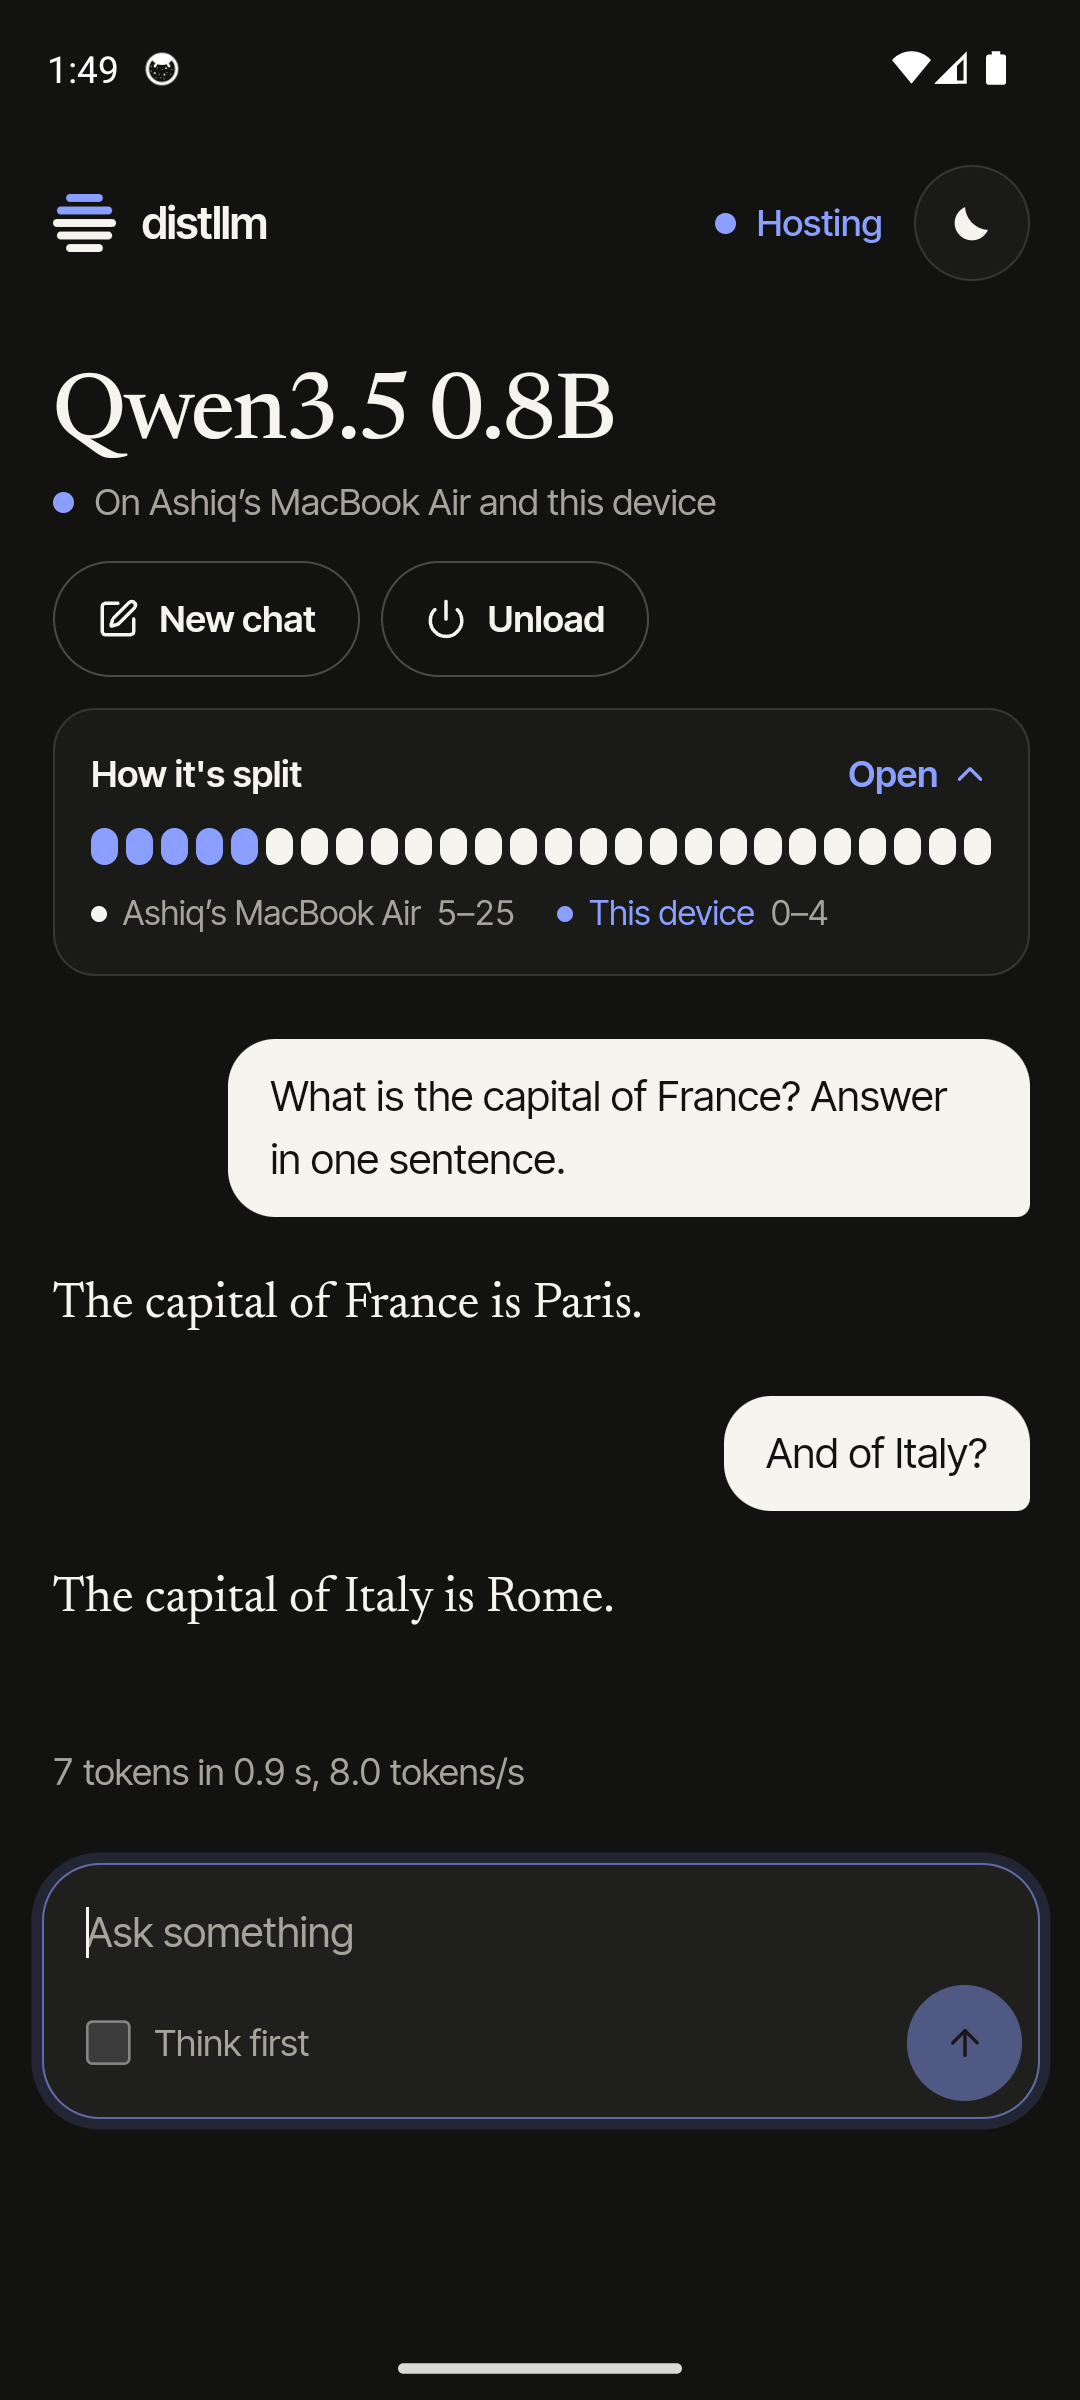 1:49
distllm
Hosting
Qwen3.5 0.8B
On Ashiq’s MacBook Air and this device
New chat
Unload
How it's split
Open
Ashiq’s MacBook Air 5–25
This device 0–4
What is the capital of France? Answer
in one sentence.
The capital of France is Paris.
And of Italy?
The capital of Italy is Rome.
7 tokens in 0.9 s, 8.0 tokens/s
Ask something
Think first